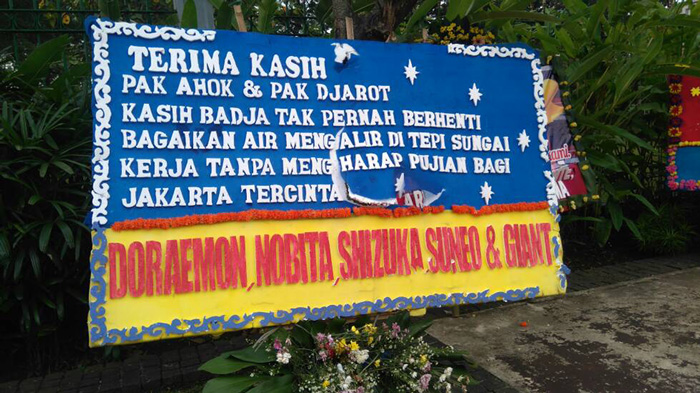 TERIMA KASIH
PAK AHOK & PAK DJAROT
KASIH BADJA TAK PERNAH BERHENTI
BAGAIKAN AIR MENGALIR DI TEPI SUNGAI
KERJA TANPA MENGHARAP PUJIAN BAGI
JAKARTA TERCINTA
DORAEMON, NOBITA, SHIZUKA, SUNEO & GIANT